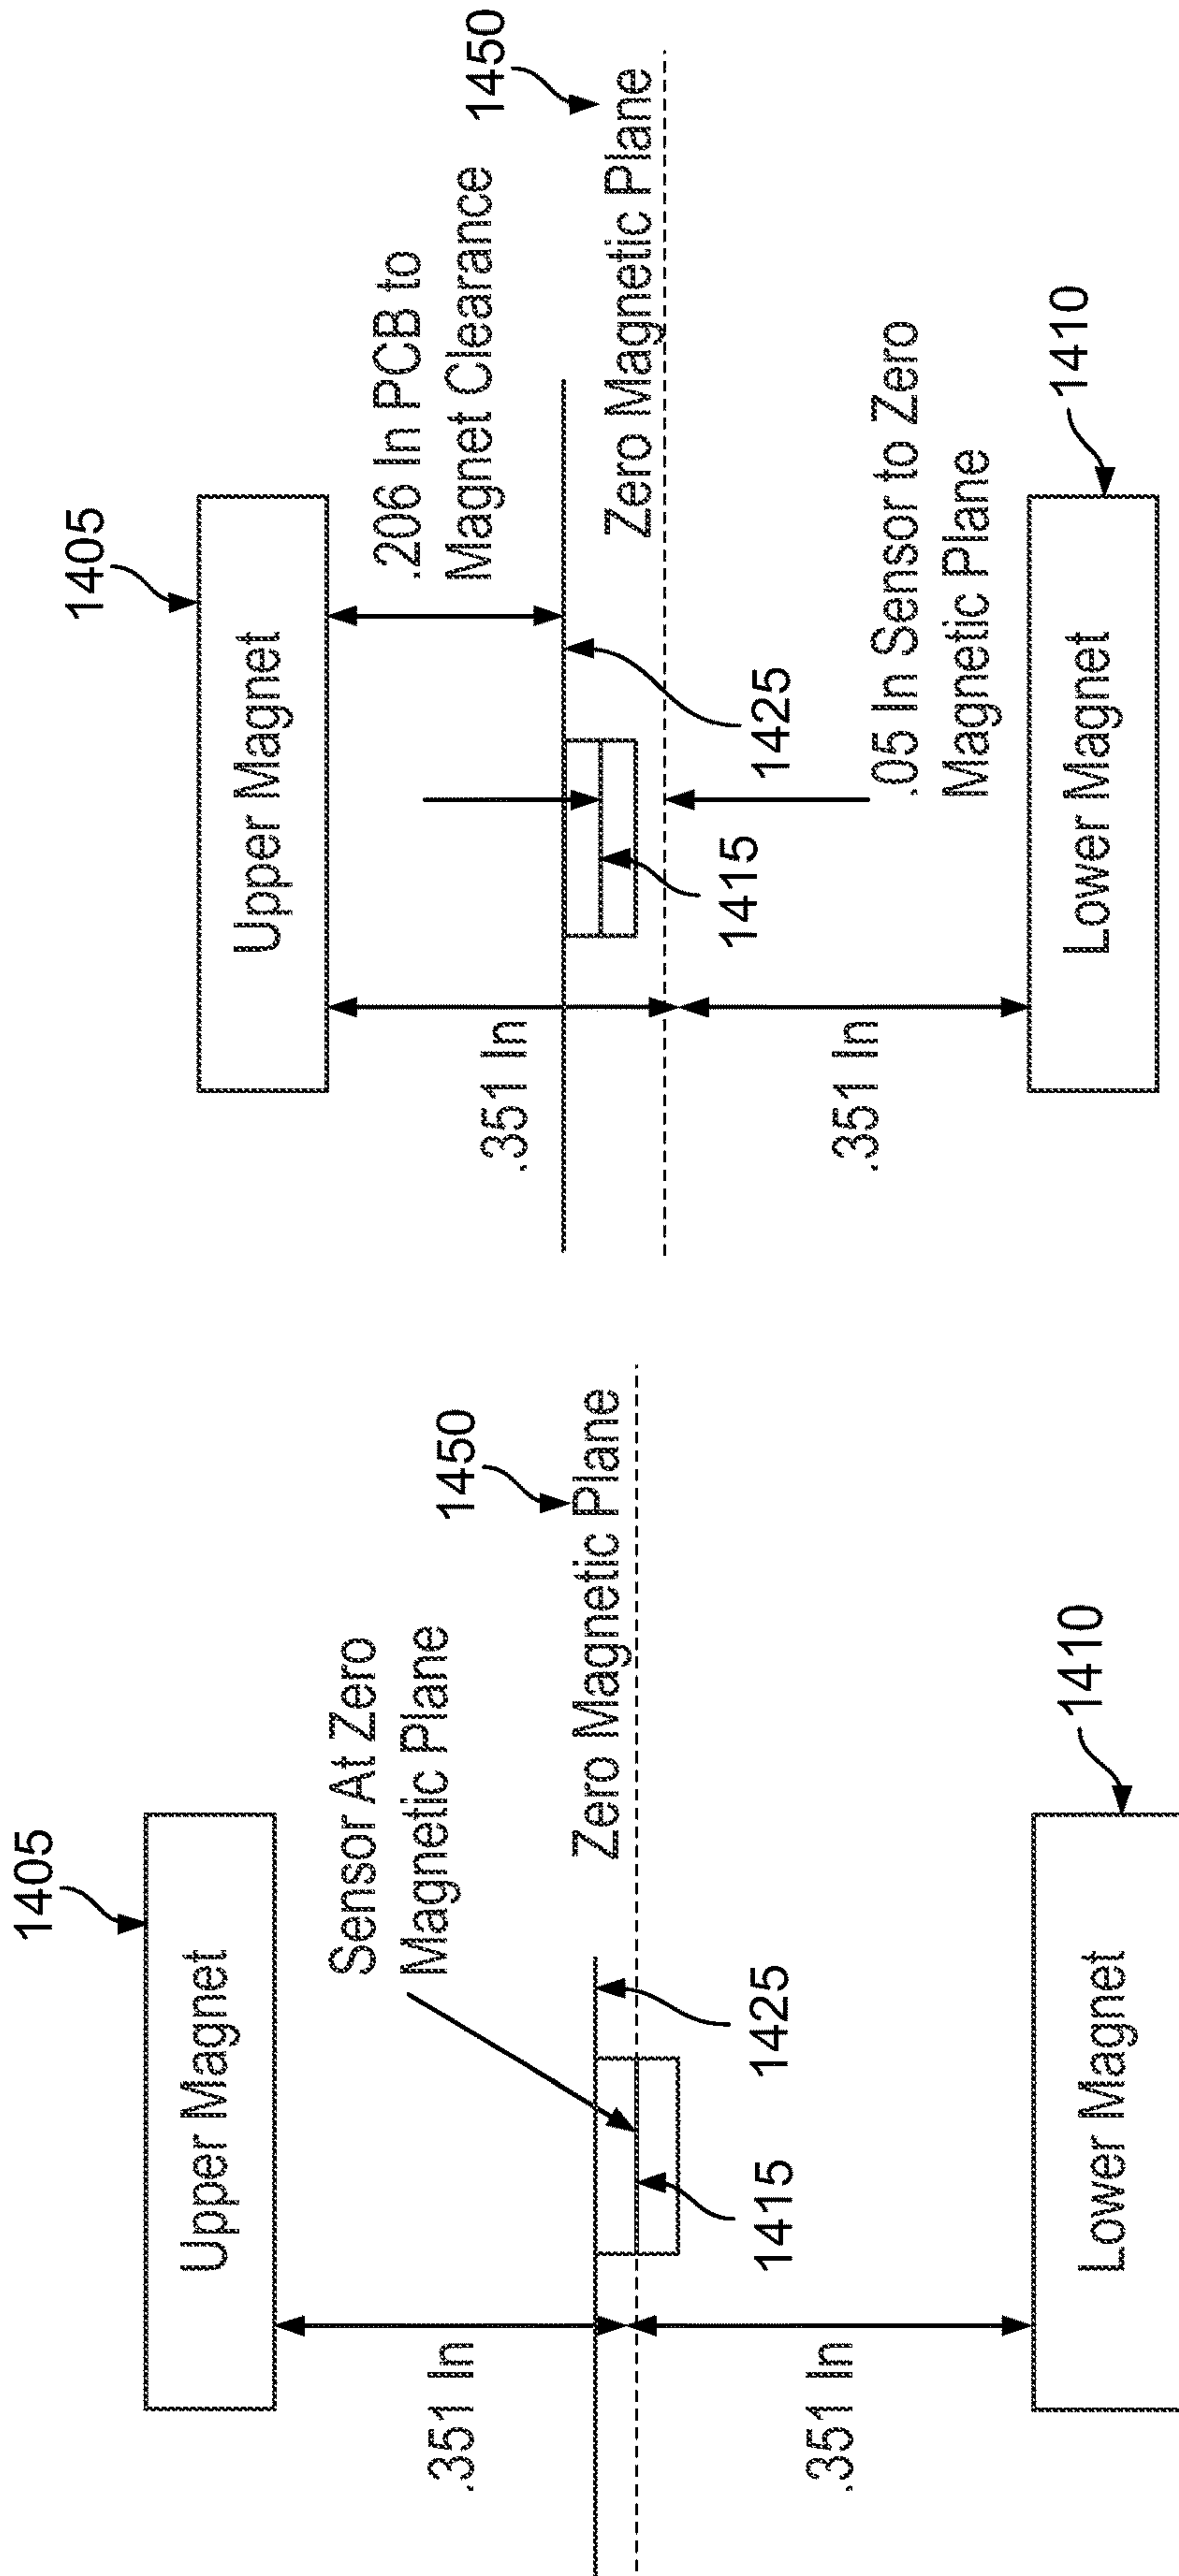 1405
Upper Magnet
Sensor At Zero
Magnetic Plane
1450
Zero Magnetic Plane
.351 In
1425
1415
.351 In
Lower Magnet
1410
1405
Upper Magnet
.206 In PCB to
Magnet Clearance
1450
Zero Magnetic Plane
.351 In
1425
1415
.351 In
.05 In Sensor to Zero
Magnetic Plane
Lower Magnet
1410